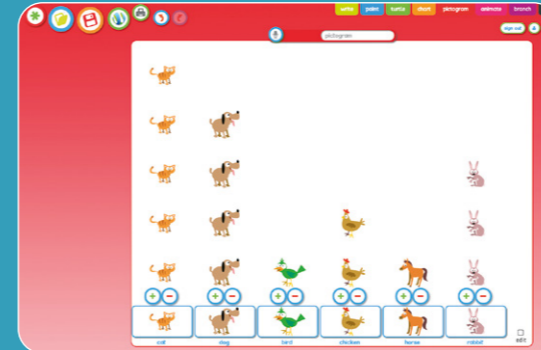 write paint turtle chart pictogram animate branch
sign out
pictogram
cat dog bird chicken horse rabbit
edit